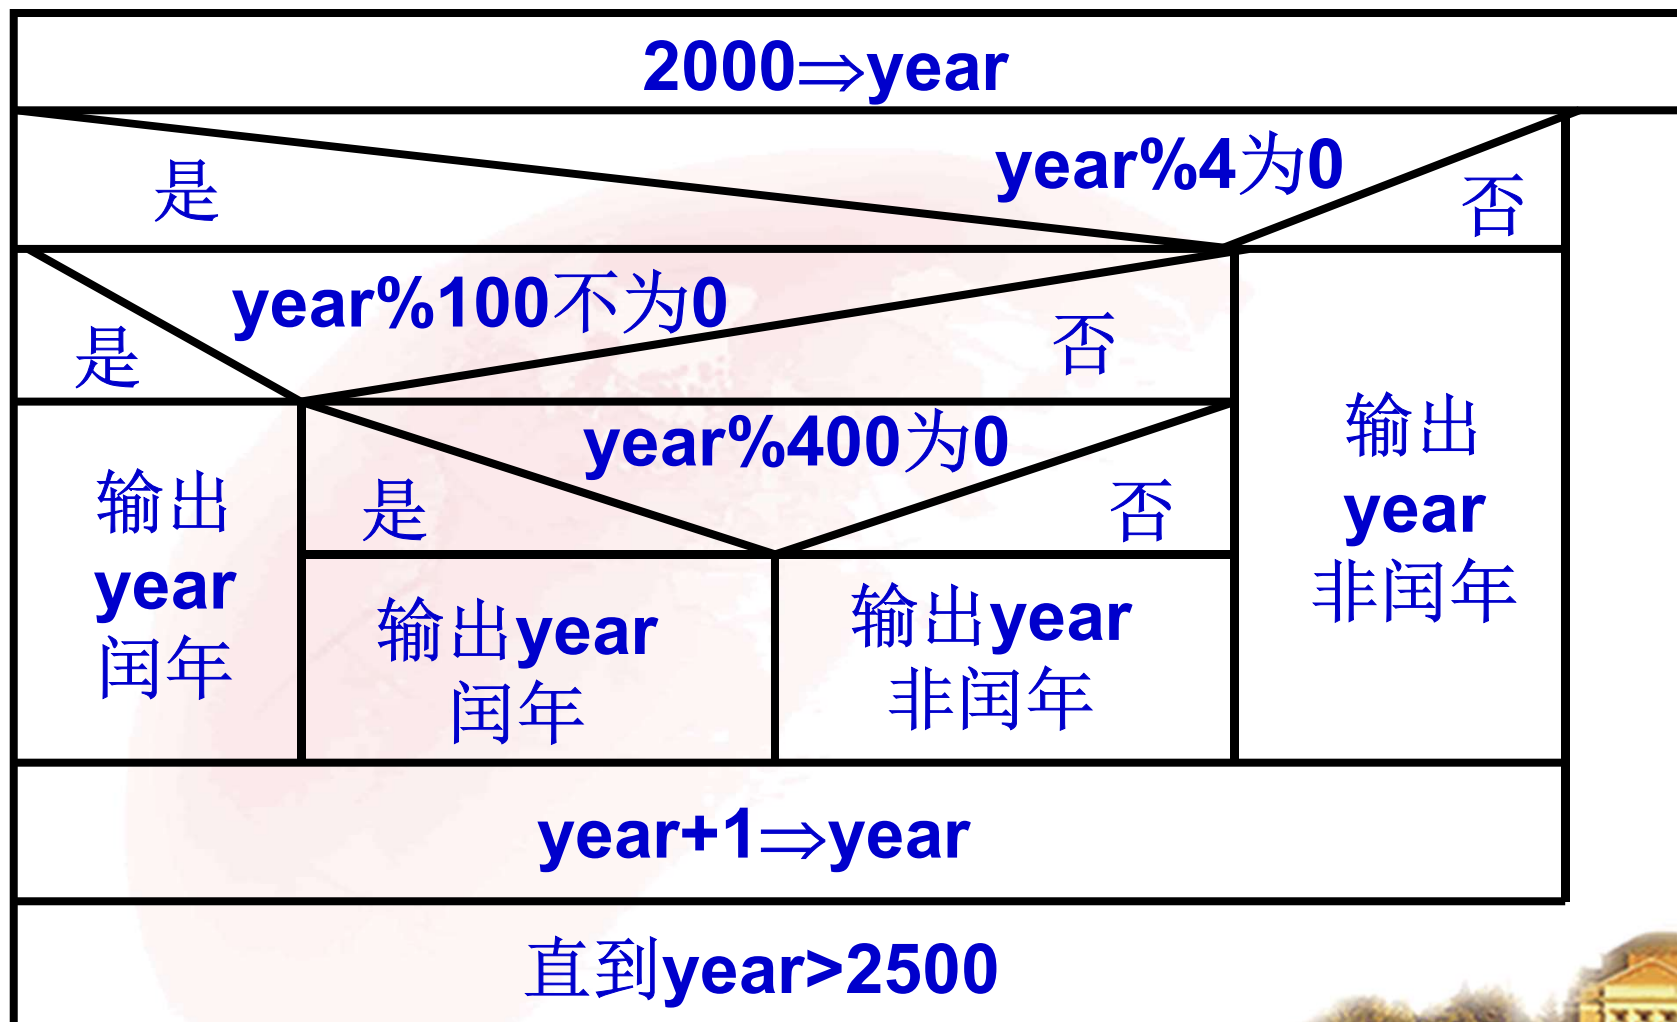 2000⇒year
year%4为0
是
否
year%100不为0
是
否
year%400为0
是
否
输出
year
闰年
输出year
闰年
输出year
非闰年
输出
year
非闰年
year+1⇒year
直到year>2500